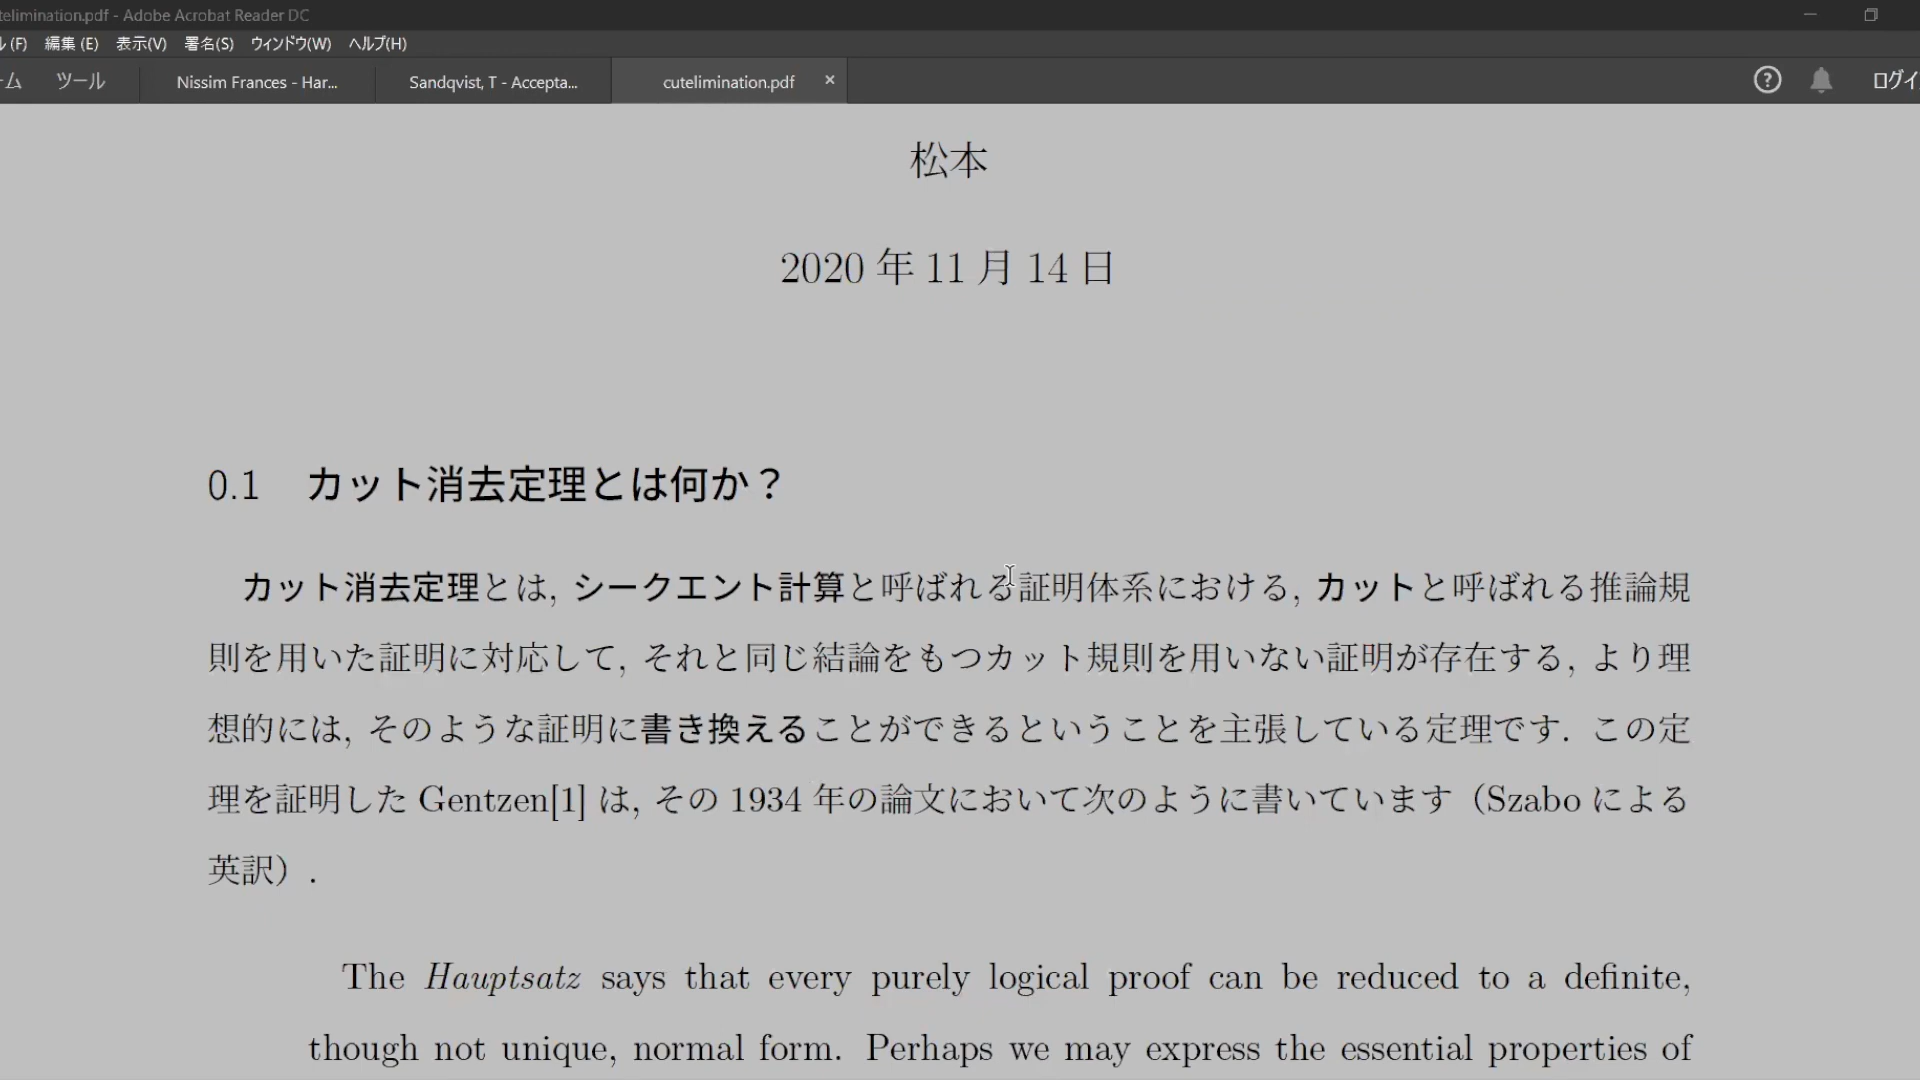 telimination.pdf - Adobe Acrobat Reader DC
ル(F) 編集(E) 表示(V) 署名(S) ウィンドウ(W) ヘルプ(H)
ーム ツール Nissim Frances - Har... Sandqvist, T - Accepta... cutelimination.pdf × ? ログイ
松本
2020 年 11 月 14 日
0.1 カット消去定理とは何か？
カット消去定理とは, シークエント計算と呼ばれる証明体系における, カットと呼ばれる推論規
則を用いた証明に対応して, それと同じ結論をもつカット規則を用いない証明が存在する, より理
想的には, そのような証明に書き換えることができるということを主張している定理です. この定
理を証明した Gentzen[1] は, その 1934 年の論文において次のように書いています（Szabo による
英訳）.
The Hauptsatz says that every purely logical proof can be reduced to a definite,
though not unique, normal form. Perhaps we may express the essential properties of